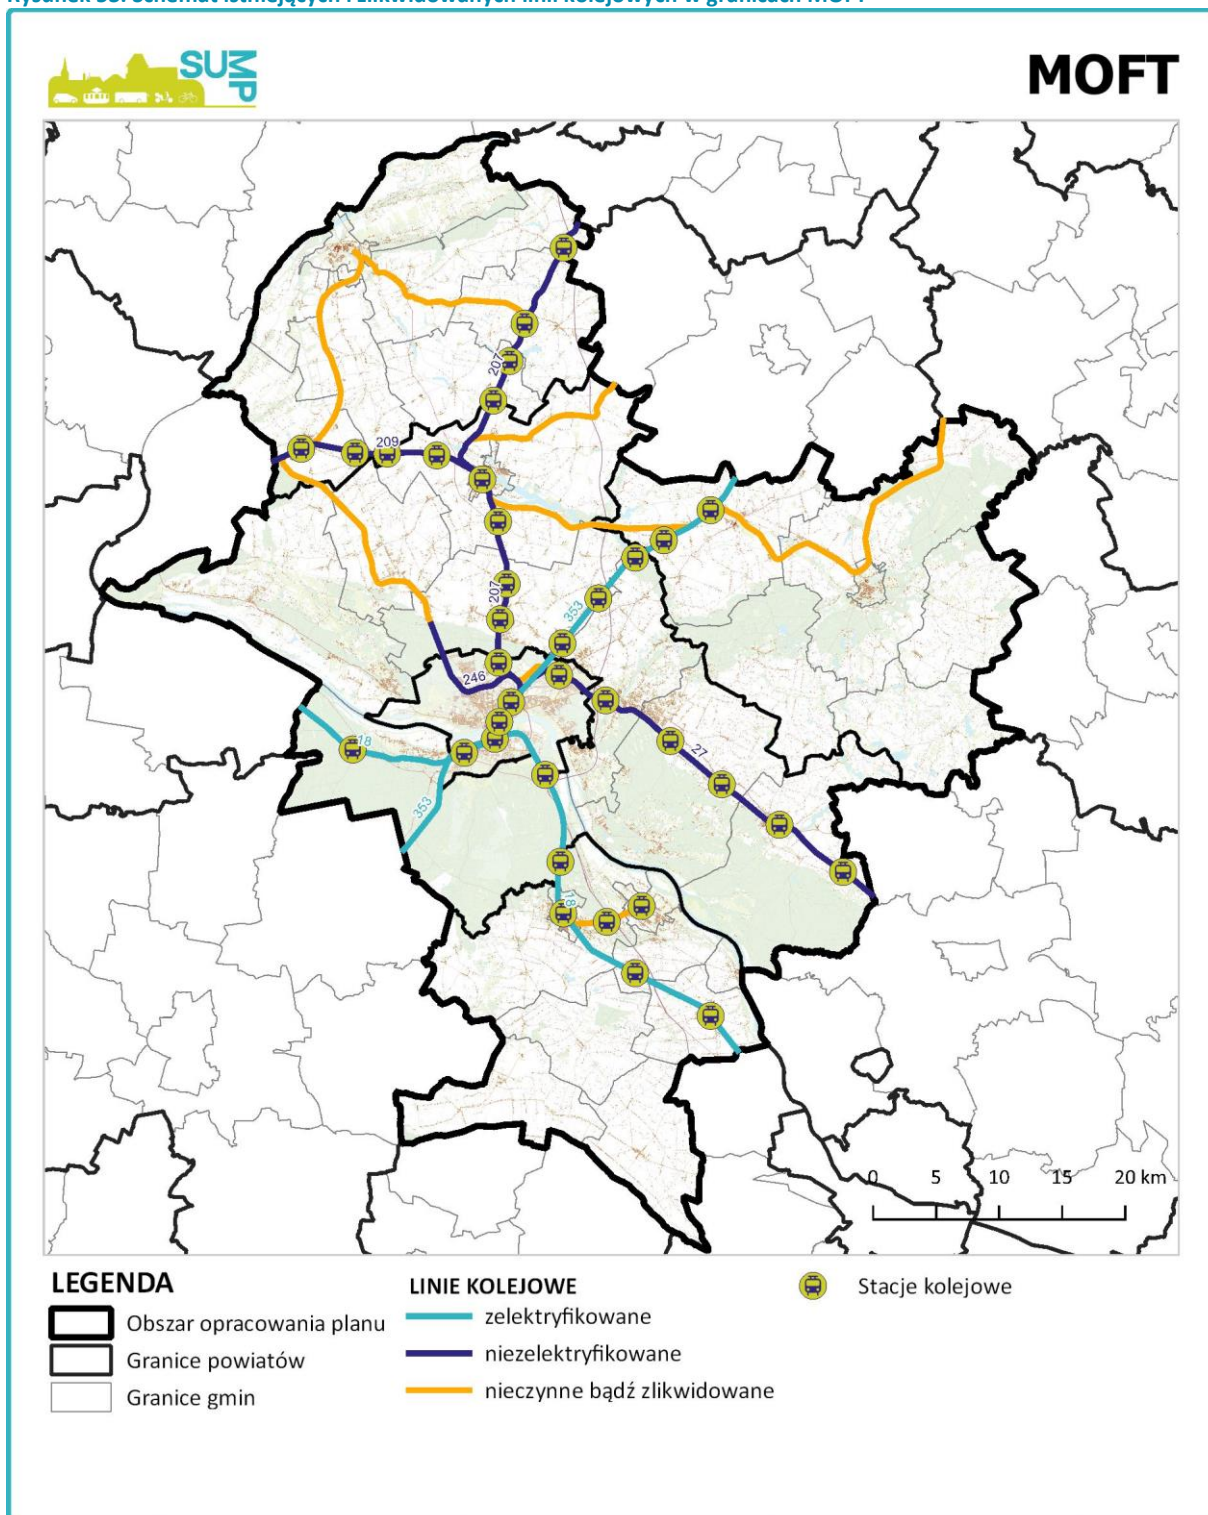 SUMP
MOFT
207
209
207
353
246
18
27
353
18
0 5 10 15 20 km
LEGENDA
LINIE KOLEJOWE
Stacje kolejowe
Obszar opracowania planu
zelektryfikowane
Granice powiatów
niezelektryfikowane
Granice gmin
nieczynne bądź zlikwidowane